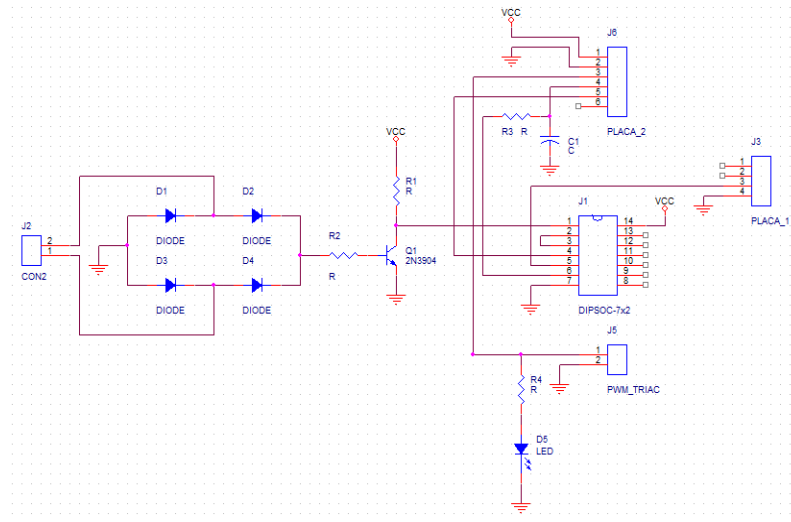 VCC
J6
1
2
3
4
5
6
PLACA_2
R3 R
C1
C
VCC
R1
R
J3
1
2
3
4
PLACA_1
D1
D2
DIODE
DIODE
J2
2
1
CON2
D3
D4
DIODE
DIODE
R2
R
Q1
2N3904
J1
VCC
1 14
2 13
3 12
4 11
5 10
6 9
7 8
DIPSOC-7x2
J5
1
2
PWM_TRIAC
R4
R
D5
LED